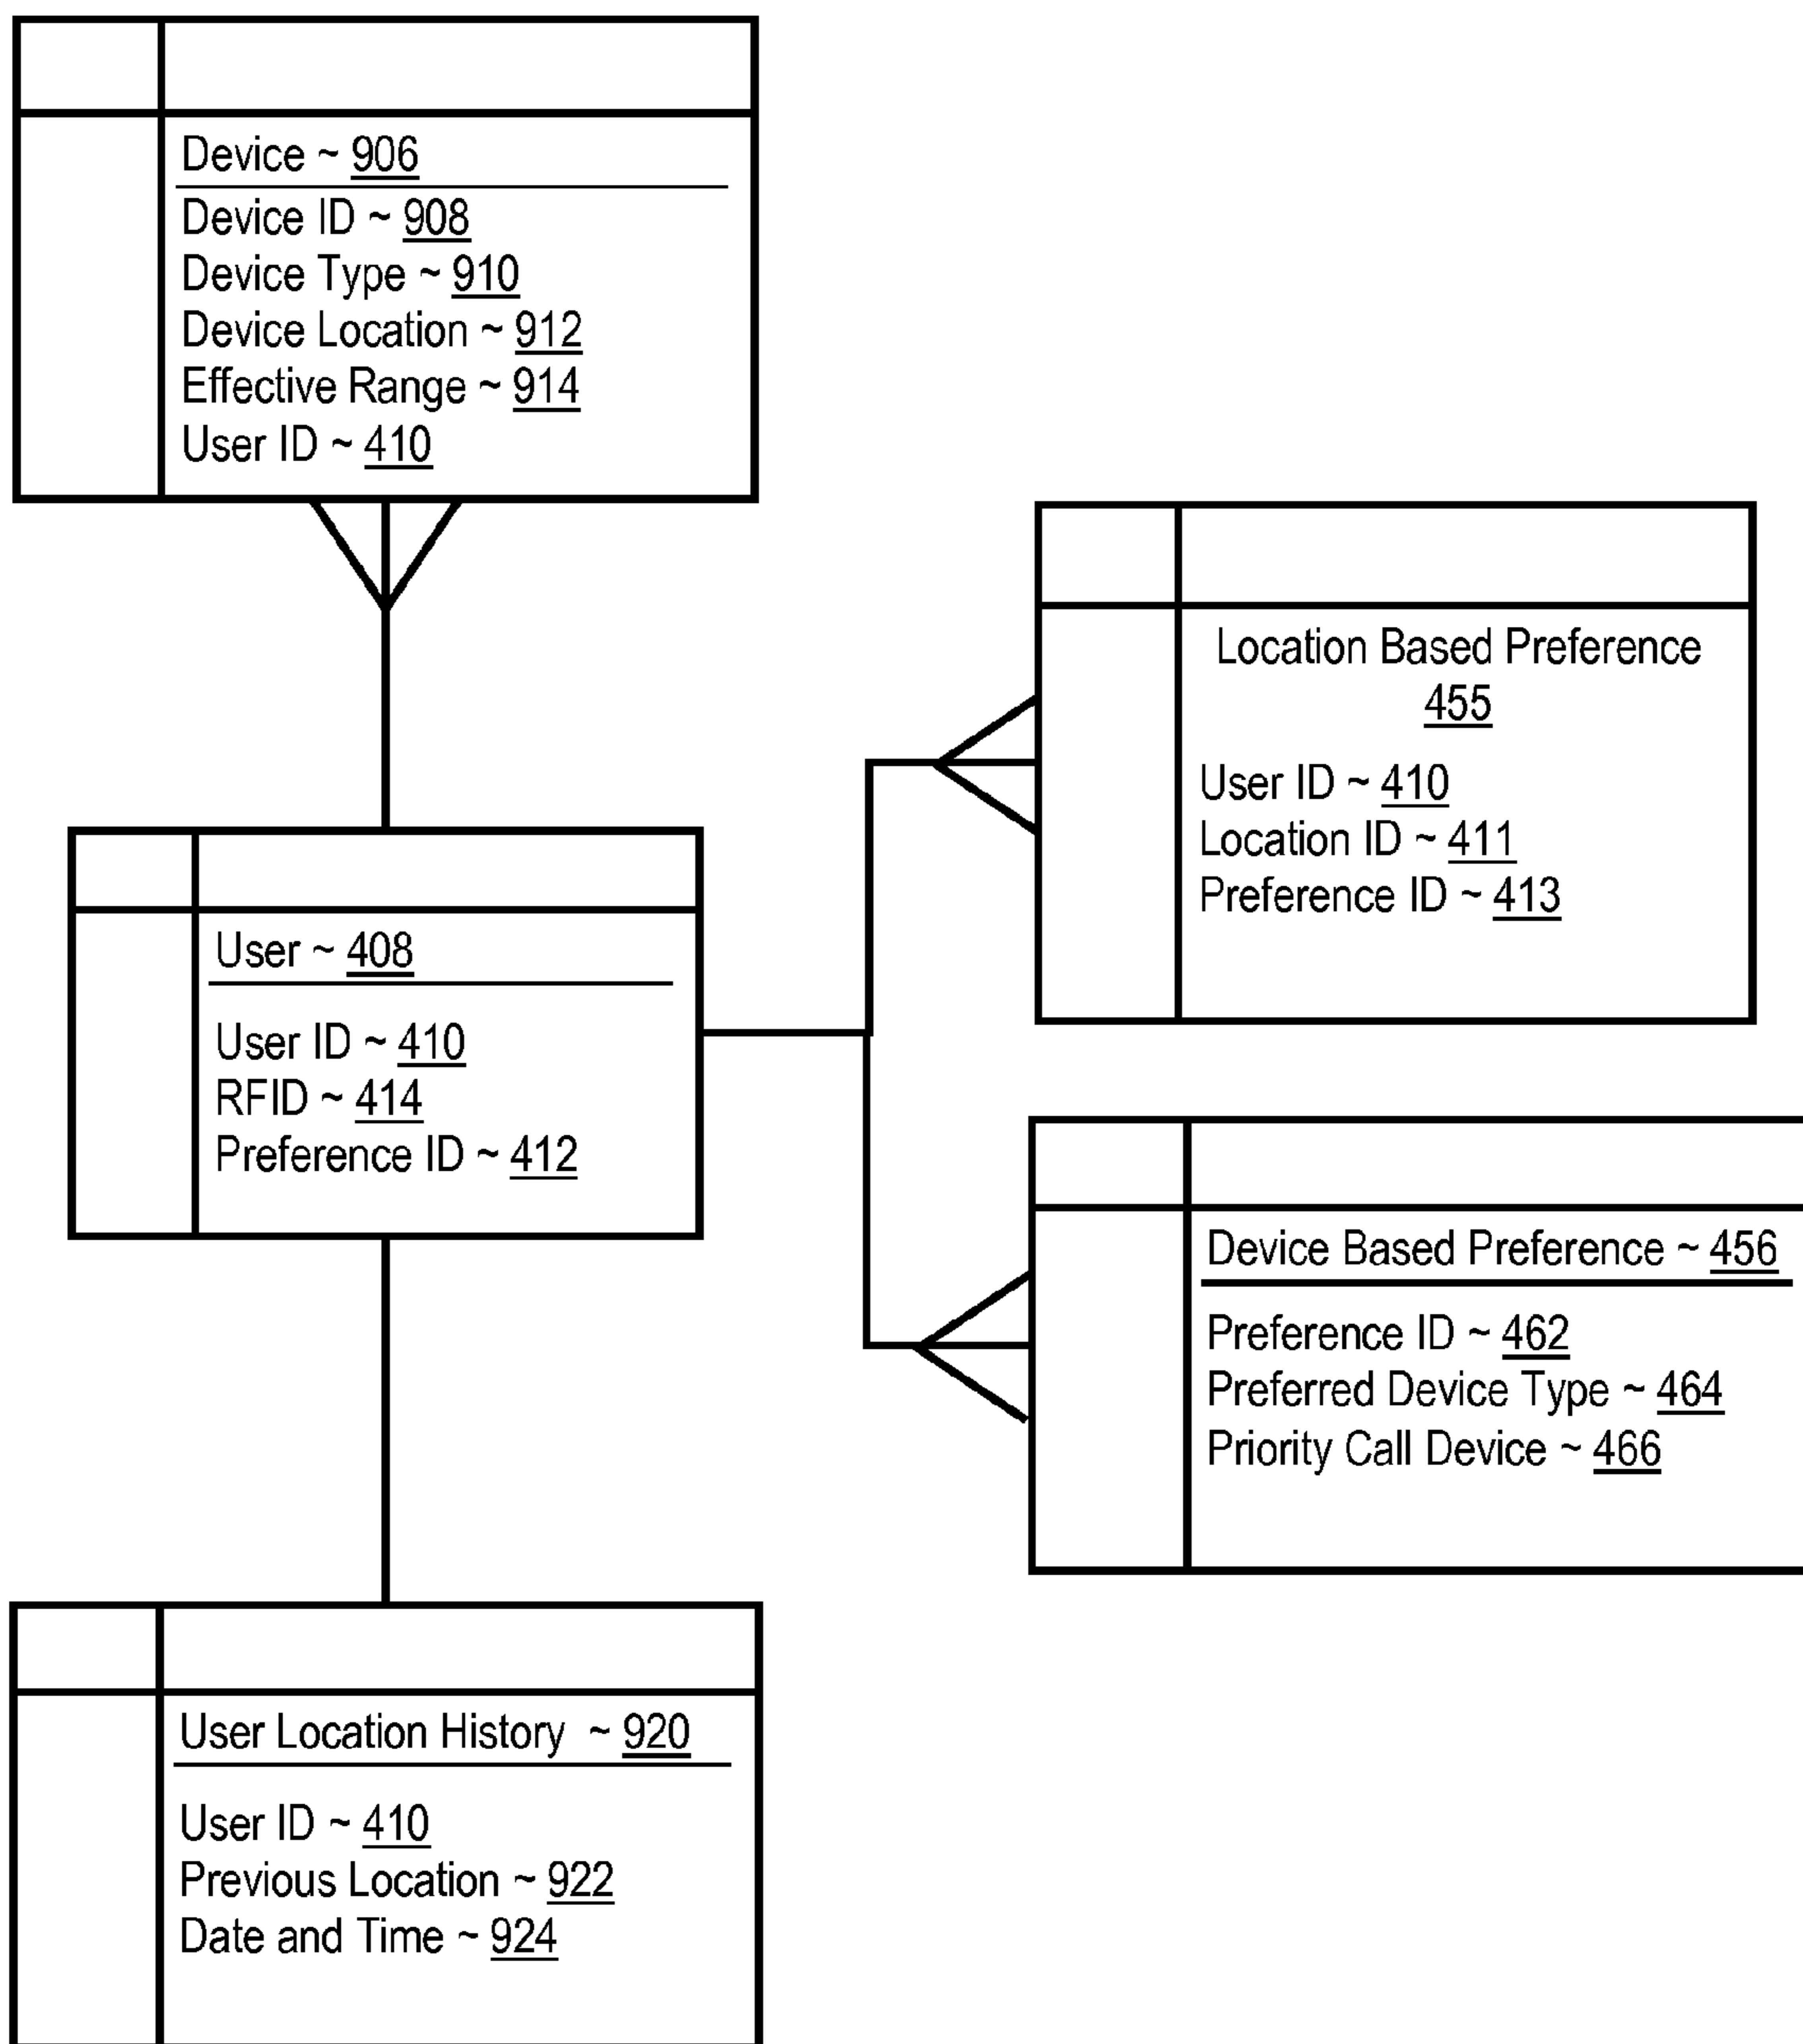 Device ~ 906
Device ID ~ 908
Device Type ~ 910
Device Location ~ 912
Effective Range ~ 914
User ID ~ 410
Location Based Preference
455
User ID ~ 410
Location ID ~ 411
Preference ID ~ 413
User ~ 408
User ID ~ 410
RFID ~ 414
Preference ID ~ 412
Device Based Preference ~ 456
Preference ID ~ 462
Preferred Device Type ~ 464
Priority Call Device ~ 466
User Location History ~ 920
User ID ~ 410
Previous Location ~ 922
Date and Time ~ 924